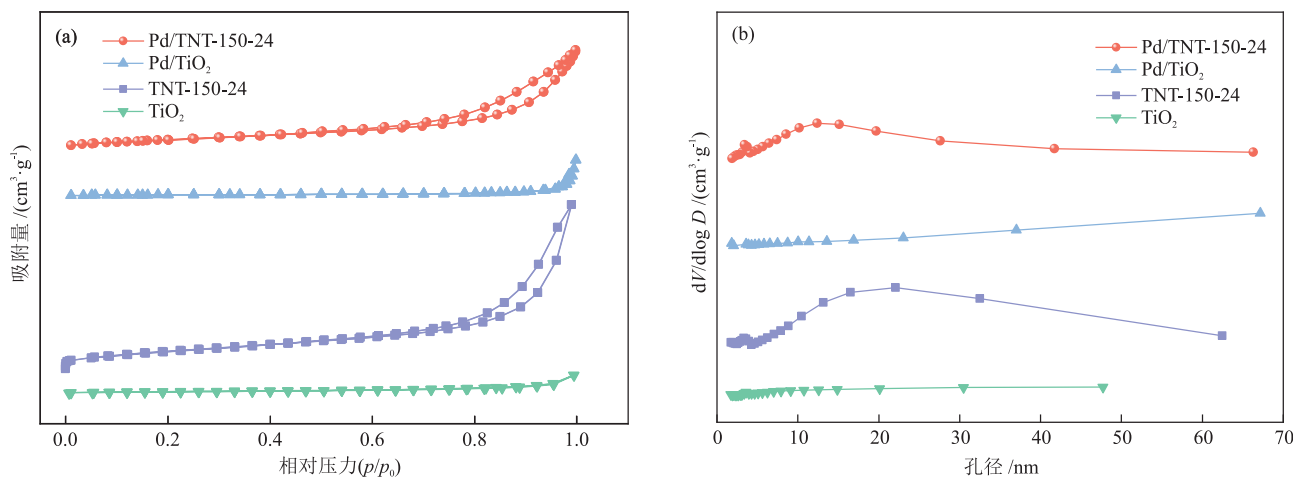 (a)
Pd/TNT-150-24
Pd/TiO₂
TNT-150-24
TiO₂
吸附量 /(cm³·g⁻¹)
0.0 0.2 0.4 0.6 0.8 1.0
相对压力(p/p₀)
(b)
Pd/TNT-150-24
Pd/TiO₂
TNT-150-24
TiO₂
dV/dlog D /(cm³·g⁻¹)
0 10 20 30 40 50 60 70
孔径 /nm